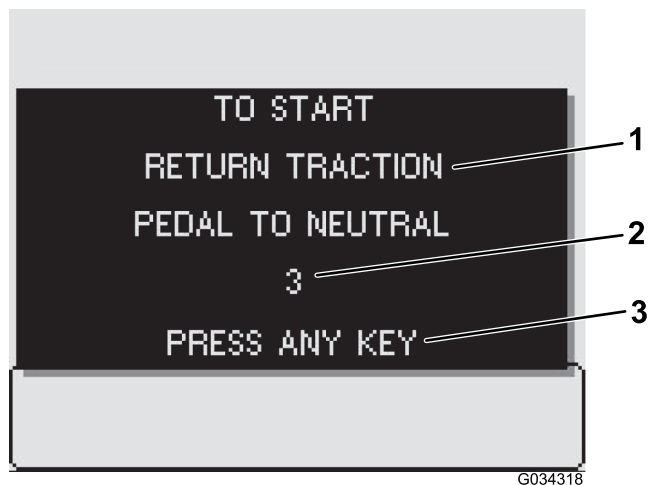 TO START
RETURN TRACTION
1
PEDAL TO NEUTRAL
2
3
3
PRESS ANY KEY
G034318